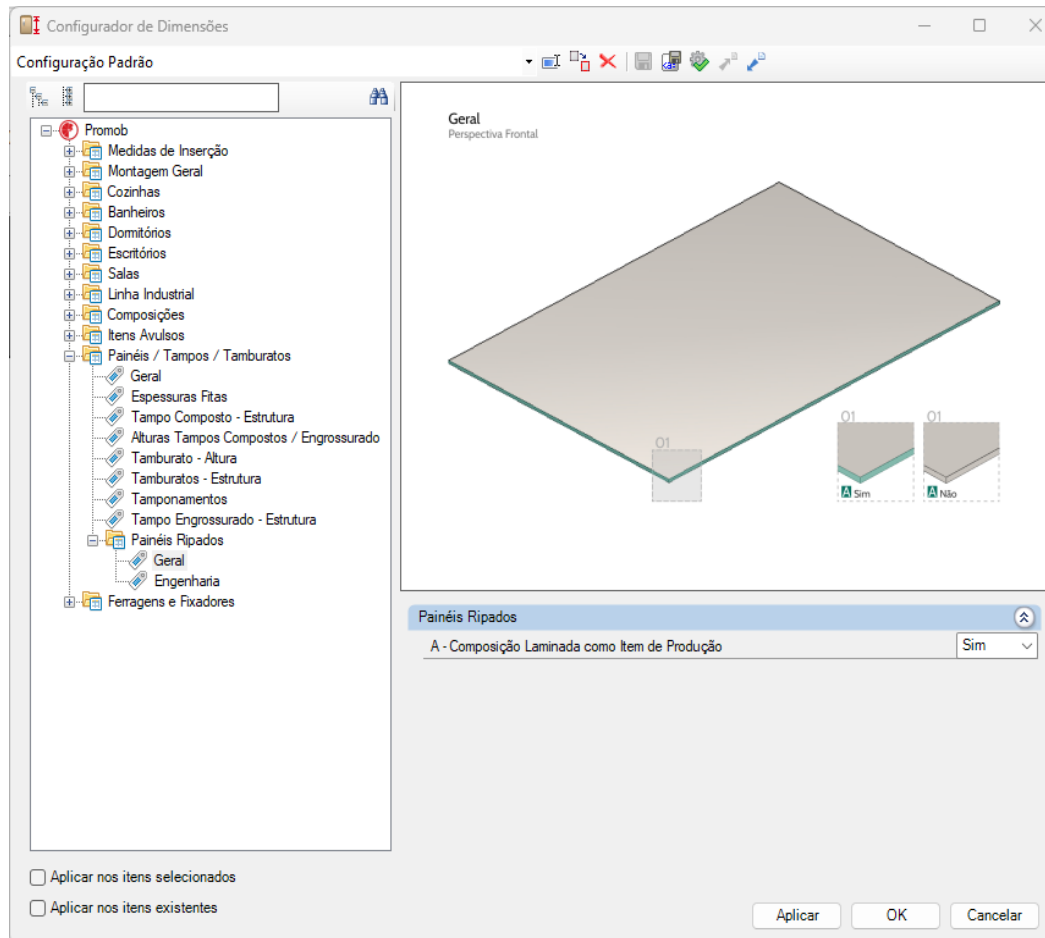 Configurador de Dimensões
Configuração Padrão
Promob
Medidas de Inserção
Montagem Geral
Cozinhas
Banheiros
Dormitórios
Escritórios
Salas
Linha Industrial
Composições
Itens Avulsos
Painéis / Tampos / Tamburatos
Geral
Espessuras Fitas
Tampo Composto - Estrutura
Alturas Tampos Compostos / Engrossurado
Tamburato - Altura
Tamburatos - Estrutura
Tamponamentos
Tampo Engrossurado - Estrutura
Painéis Ripados
Geral
Engenharia
Ferragens e Fixadores
Geral
Perspectiva Frontal
01
01
A Sim
01
A Não
Painéis Ripados
A - Composição Laminada como Item de Produção
Sim
Aplicar nos itens selecionados
Aplicar nos itens existentes
Aplicar
OK
Cancelar